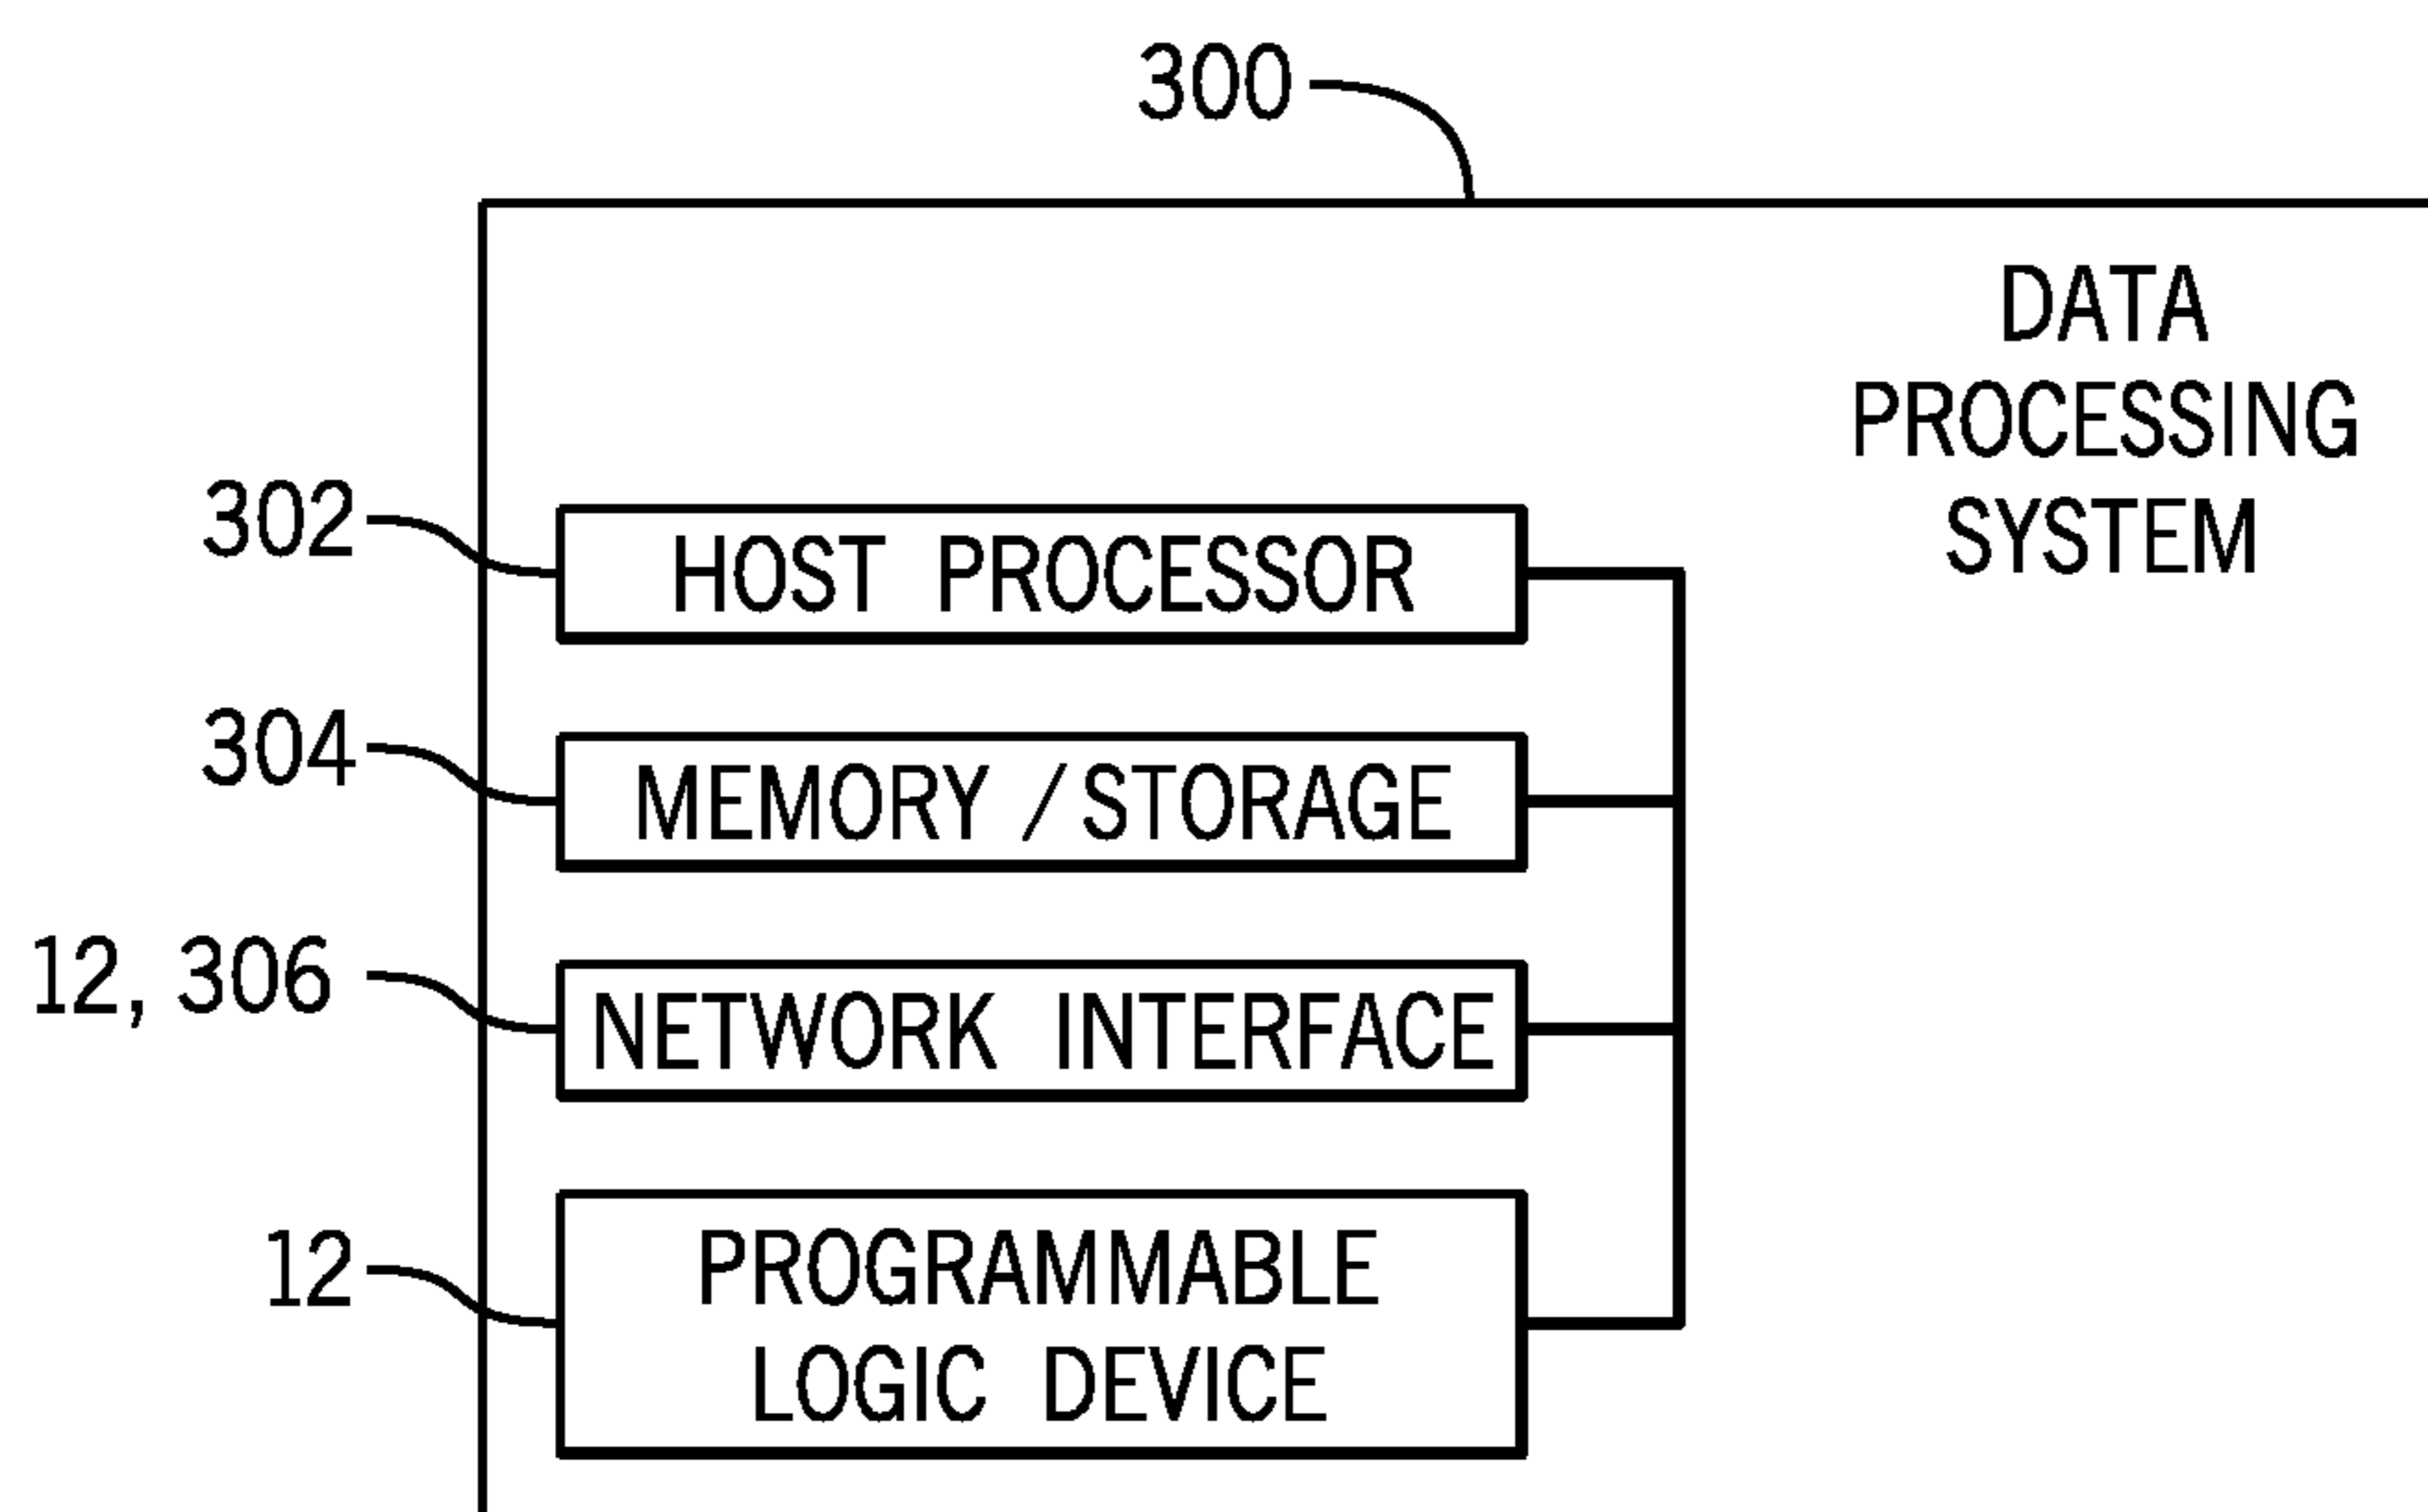 300
DATA
PROCESSING
SYSTEM
302
HOST PROCESSOR
304
MEMORY / STORAGE
12, 306
NETWORK INTERFACE
12
PROGRAMMABLE
LOGIC DEVICE